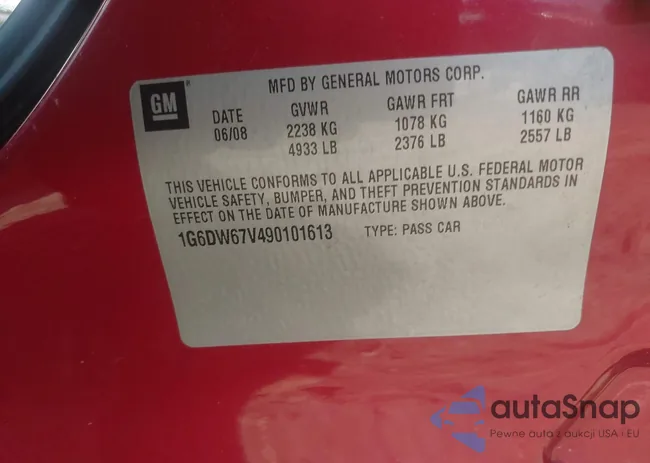 MFD BY GENERAL MOTORS CORP.
GM
DATE GVWR GAWR FRT GAWR RR
06/08 2238 KG 1078 KG 1160 KG
4933 LB 2376 LB 2557 LB
THIS VEHICLE CONFORMS TO ALL APPLICABLE U.S. FEDERAL MOTOR
VEHICLE SAFETY, BUMPER, AND THEFT PREVENTION STANDARDS IN
EFFECT ON THE DATE OF MANUFACTURE SHOWN ABOVE.
1G6DW67V490101613 TYPE: PASS CAR
autaSnap
Pewne auta z aukcji USA i EU